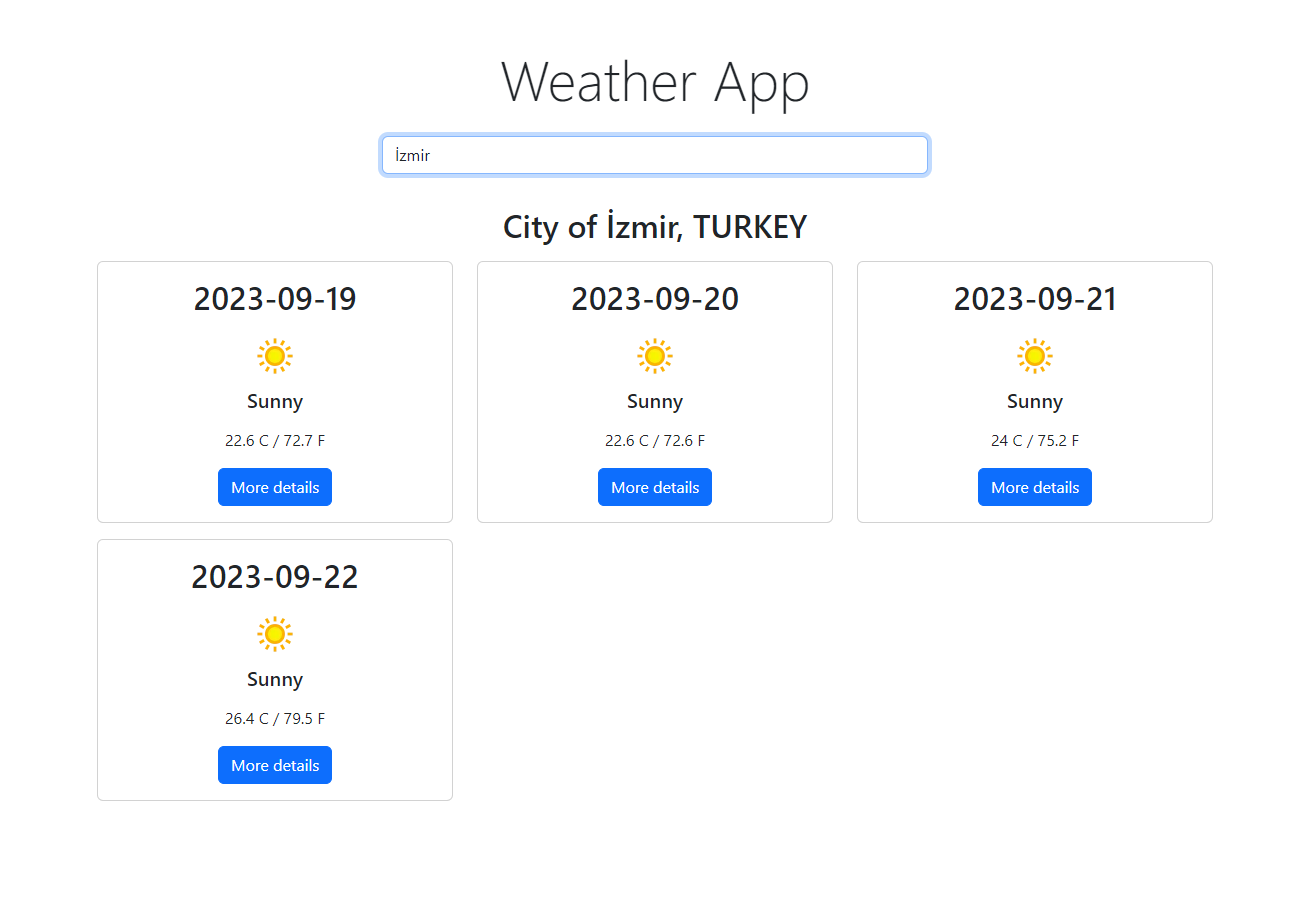 Weather App
İzmir
City of İzmir, TURKEY
2023-09-19
Sunny
22.6 C / 72.7 F
More details
2023-09-20
Sunny
22.6 C / 72.6 F
More details
2023-09-21
Sunny
24 C / 75.2 F
More details
2023-09-22
Sunny
26.4 C / 79.5 F
More details